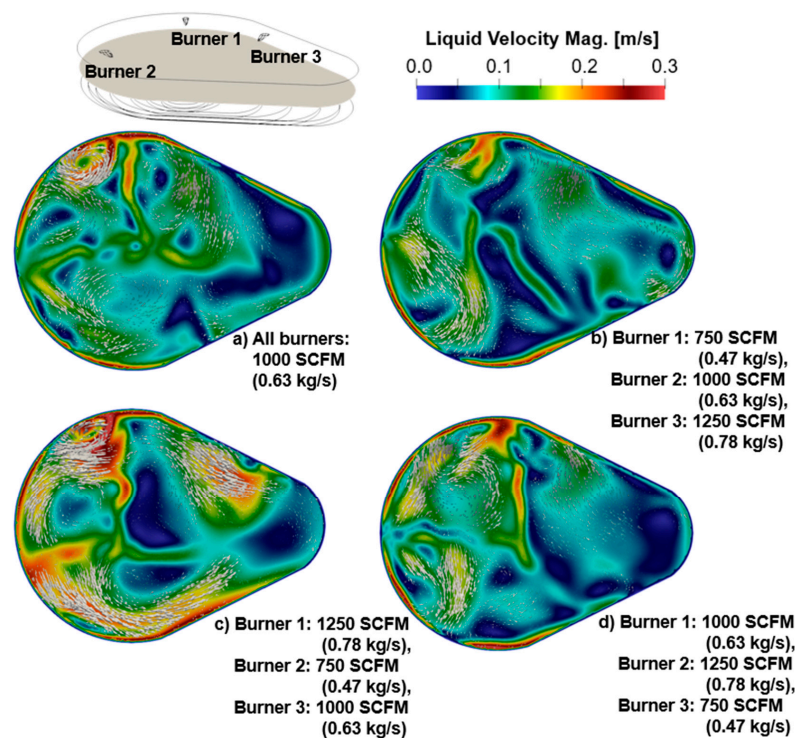 Burner 1
Burner 3
Burner 2
Liquid Velocity Mag. [m/s]
0.0 0.1 0.2 0.3
a) All burners:
1000 SCFM
(0.63 kg/s)
b) Burner 1: 750 SCFM
(0.47 kg/s),
Burner 2: 1000 SCFM
(0.63 kg/s),
Burner 3: 1250 SCFM
(0.78 kg/s)
c) Burner 1: 1250 SCFM
(0.78 kg/s)
Burner 2: 750 SCFM
(0.47 kg/s),
Burner 3: 1000 SCFM
(0.63 kg/s)
d) Burner 1: 1000 SCFM
(0.63 kg/s),
Burner 2: 1250 SCFM
(0.78 kg/s),
Burner 3: 750 SCFM
(0.47 kg/s)